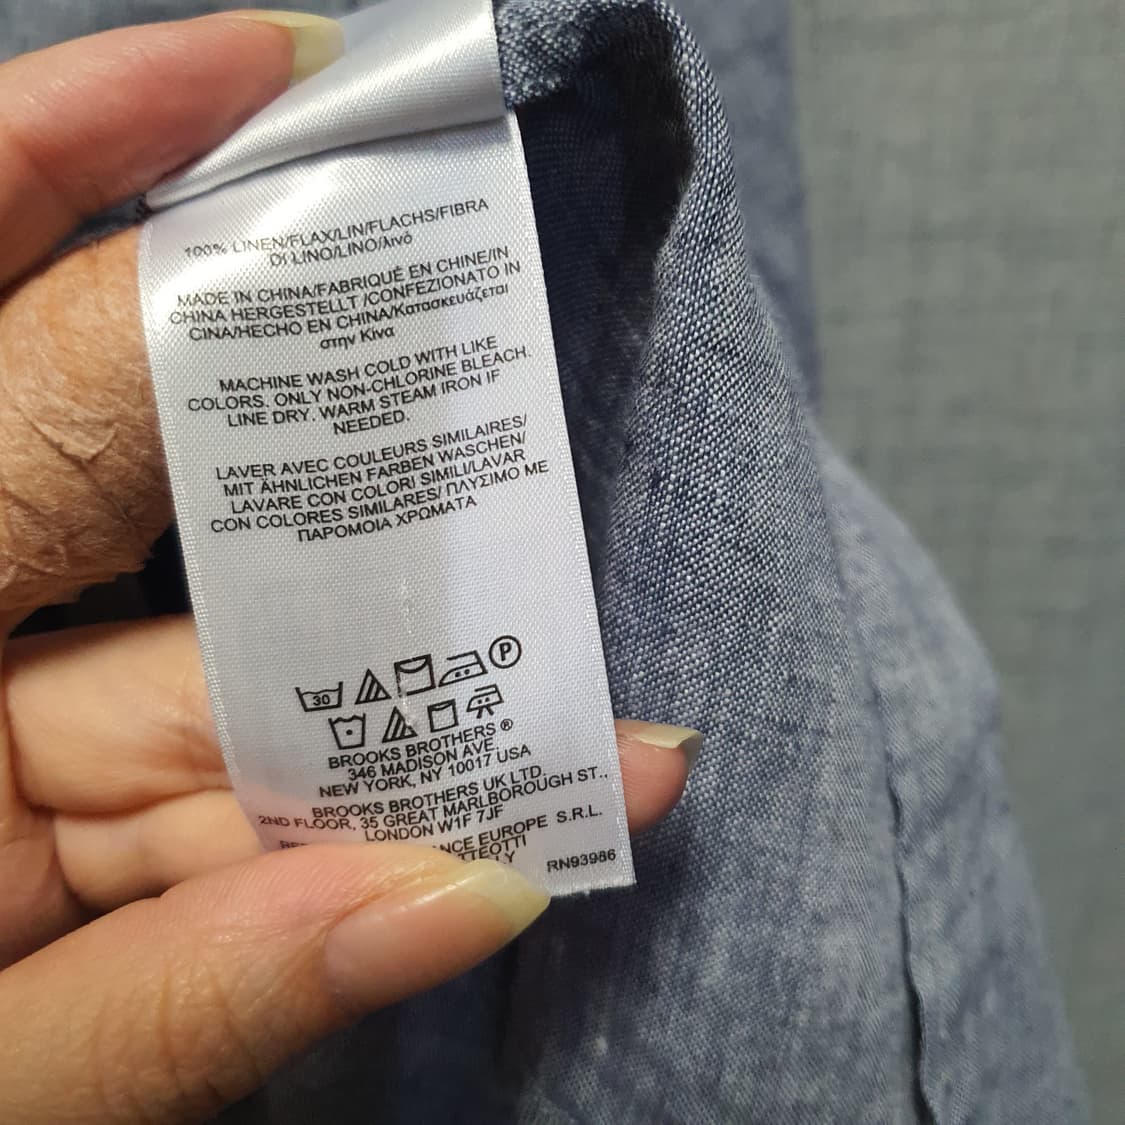 100% LINEN/FLAX/LIN/FLACHS/FIBRA
DI LINO/LINO/λινό
MADE IN CHINA/FABRIQUÉ EN CHINE/IN
CHINA HERGESTELLT /CONFEZIONATO IN
CINA/HECHO EN CHINA/Κατασκευάζεται
στην Κίνα
MACHINE WASH COLD WITH LIKE
COLORS. ONLY NON-CHLORINE BLEACH.
LINE DRY. WARM STEAM IRON IF
NEEDED.
LAVER AVEC COULEURS SIMILAIRES/
MIT ÄHNLICHEN FARBEN WASCHEN/
LAVARE CON COLORI SIMILI/LAVAR
CON COLORES SIMILARES/ ΠΛΥΣΙΜΟ ΜΕ
ΠΑΡΟΜΟΙΑ ΧΡΩΜΑΤΑ
30 P
BROOKS BROTHERS ®
346 MADISON AVE.
NEW YORK, NY 10017 USA
BROOKS BROTHERS UK LTD.
2ND FLOOR, 35 GREAT MARLBOROUGH ST.,
LONDON W1F 7JF
EUROPE S.R.L.
RN93986